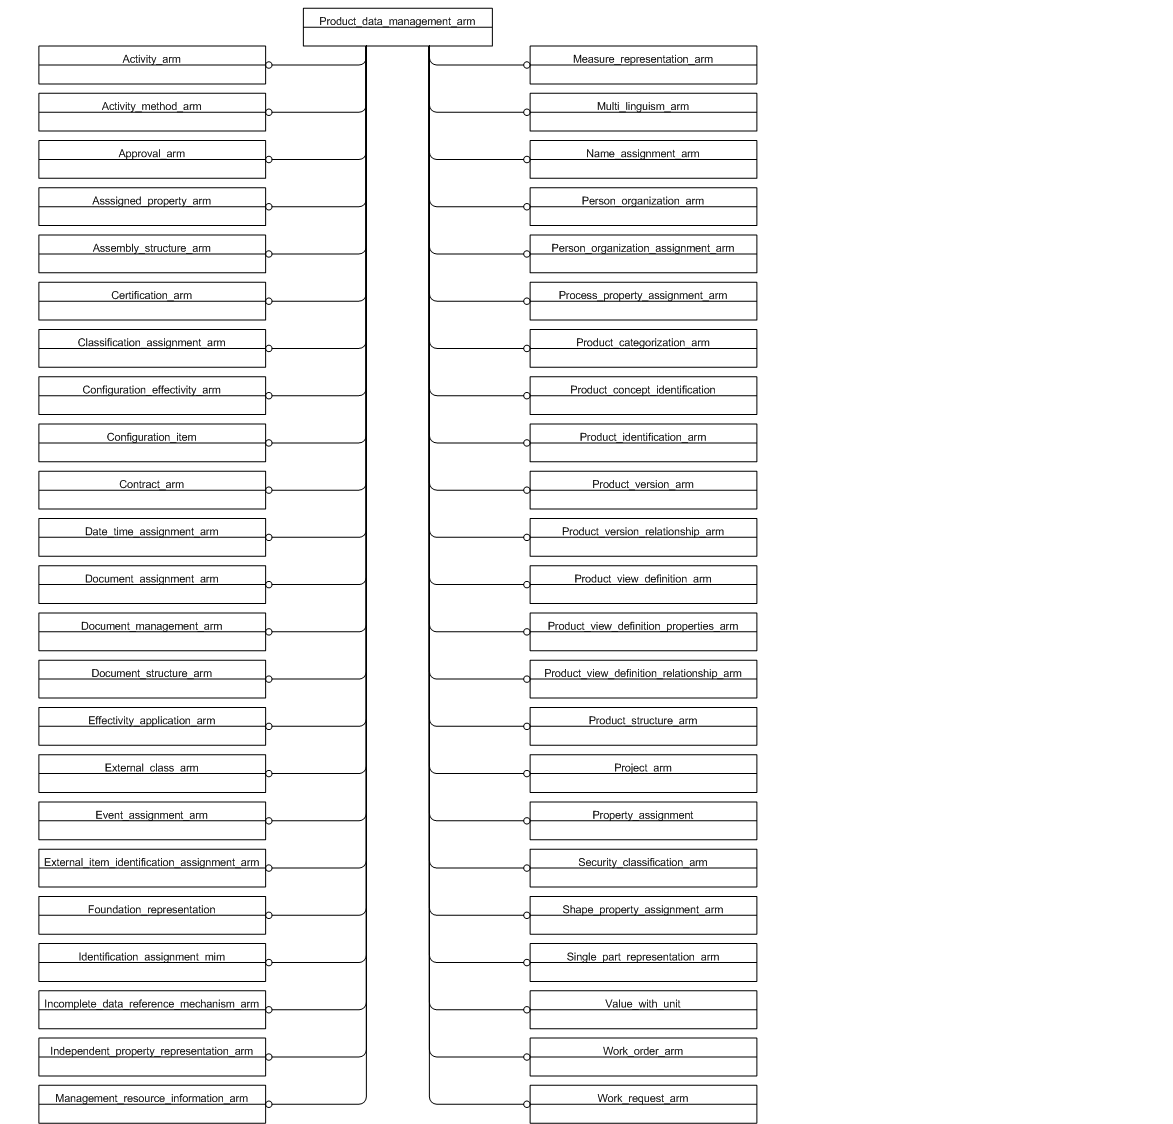 Product_data_management_arm
Activity_arm
Activity_method_arm
Approval_arm
Asssigned_property_arm
Assembly_structure_arm
Certification_arm
Classification_assignment_arm
Configuration_effectivity_arm
Configuration_item
Contract_arm
Date_time_assignment_arm
Document_assignment_arm
Document_management_arm
Document_structure_arm
Effectivity_application_arm
External_class_arm
Event_assignment_arm
External_item_identification_assignment_arm
Foundation_representation
Identification_assignment_mim
Incomplete_data_reference_mechanism_arm
Independent_property_representation_arm
Management_resource_information_arm
Measure_representation_arm
Multi_linguism_arm
Name_assignment_arm
Person_organization_arm
Person_organization_assignment_arm
Process_property_assignment_arm
Product_categorization_arm
Product_concept_identification
Product_identification_arm
Product_version_arm
Product_version_relationship_arm
Product_view_definition_arm
Product_view_definition_properties_arm
Product_view_definition_relationship_arm
Product_structure_arm
Project_arm
Property_assignment
Security_classification_arm
Shape_property_assignment_arm
Single_part_representation_arm
Value_with_unit
Work_order_arm
Work_request_arm